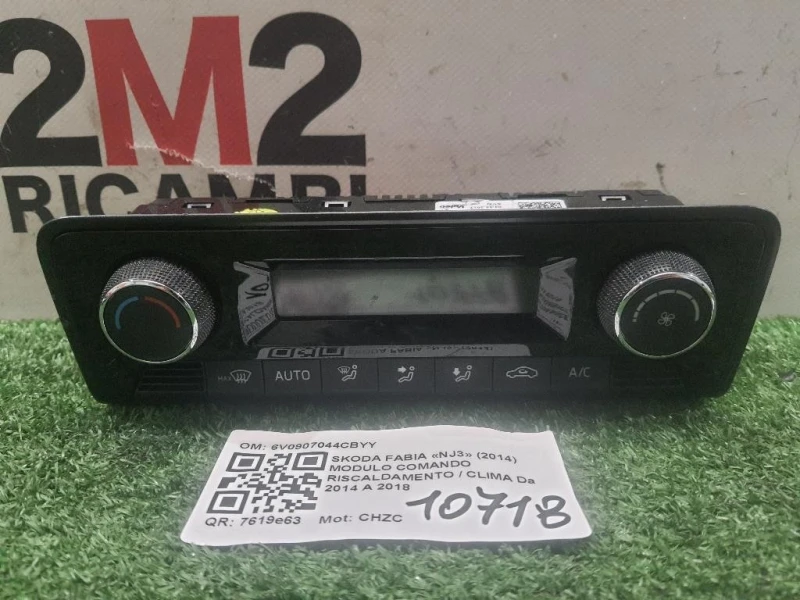 2M2
RICAMBI
Valeo
MAX
AUTO
A/C
OM: 6V0907044CBYY
SKODA FABIA «NJ3» (2014)
MODULO COMANDO
RISCALDAMENTO / CLIMA Da
2014 A 2018
QR: 7619e63
Mot: CHZC
10718